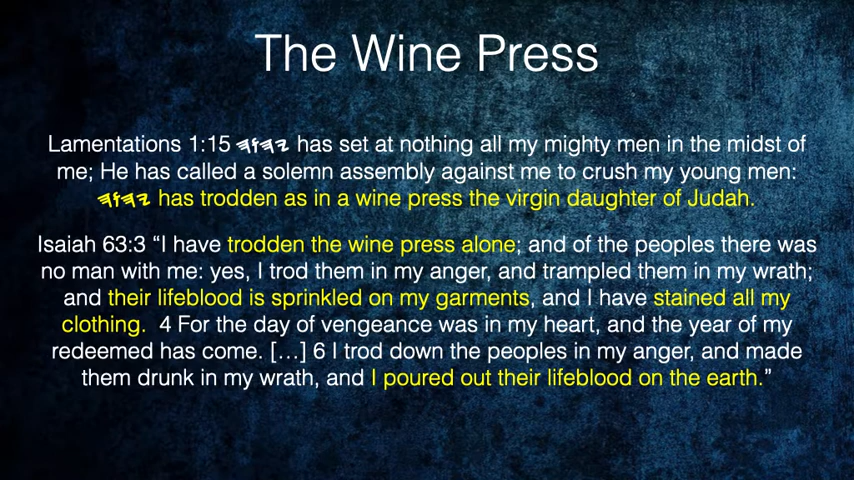 The Wine Press
Lamentations 1:15 𐤉𐤄𐤅𐤄 has set at nothing all my mighty men in the midst of
me; He has called a solemn assembly against me to crush my young men:
𐤉𐤄𐤅𐤄 has trodden as in a wine press the virgin daughter of Judah.
Isaiah 63:3 “I have trodden the wine press alone; and of the peoples there was
no man with me: yes, I trod them in my anger, and trampled them in my wrath;
and their lifeblood is sprinkled on my garments, and I have stained all my
clothing.  4 For the day of vengeance was in my heart, and the year of my
redeemed has come. […] 6 I trod down the peoples in my anger, and made
them drunk in my wrath, and I poured out their lifeblood on the earth.”